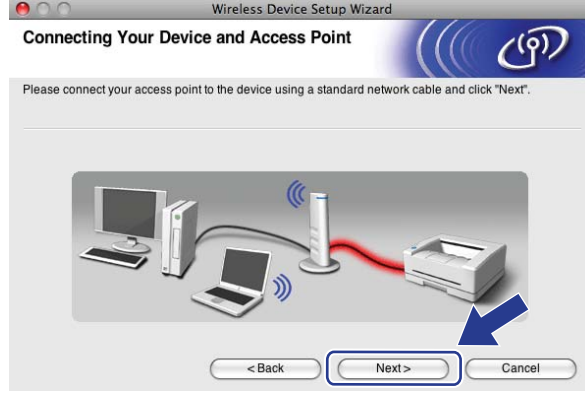 Wireless Device Setup Wizard
Connecting Your Device and Access Point
Please connect your access point to the device using a standard network cable and click "Next".
< Back Next > Cancel